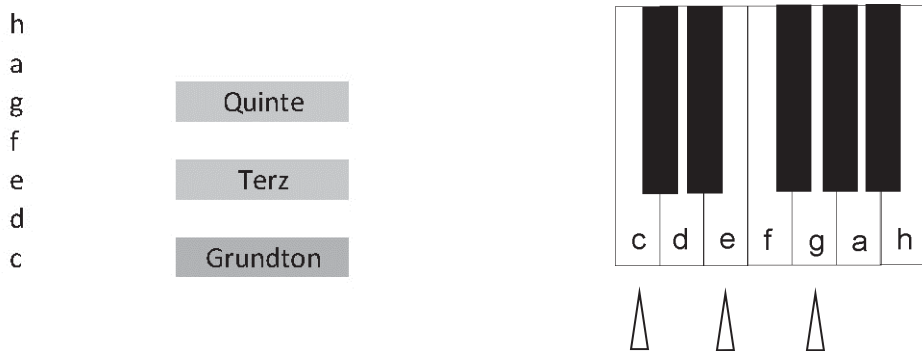 h
a
g Quinte
f
e Terz
d
c Grundton
c d e f g a h